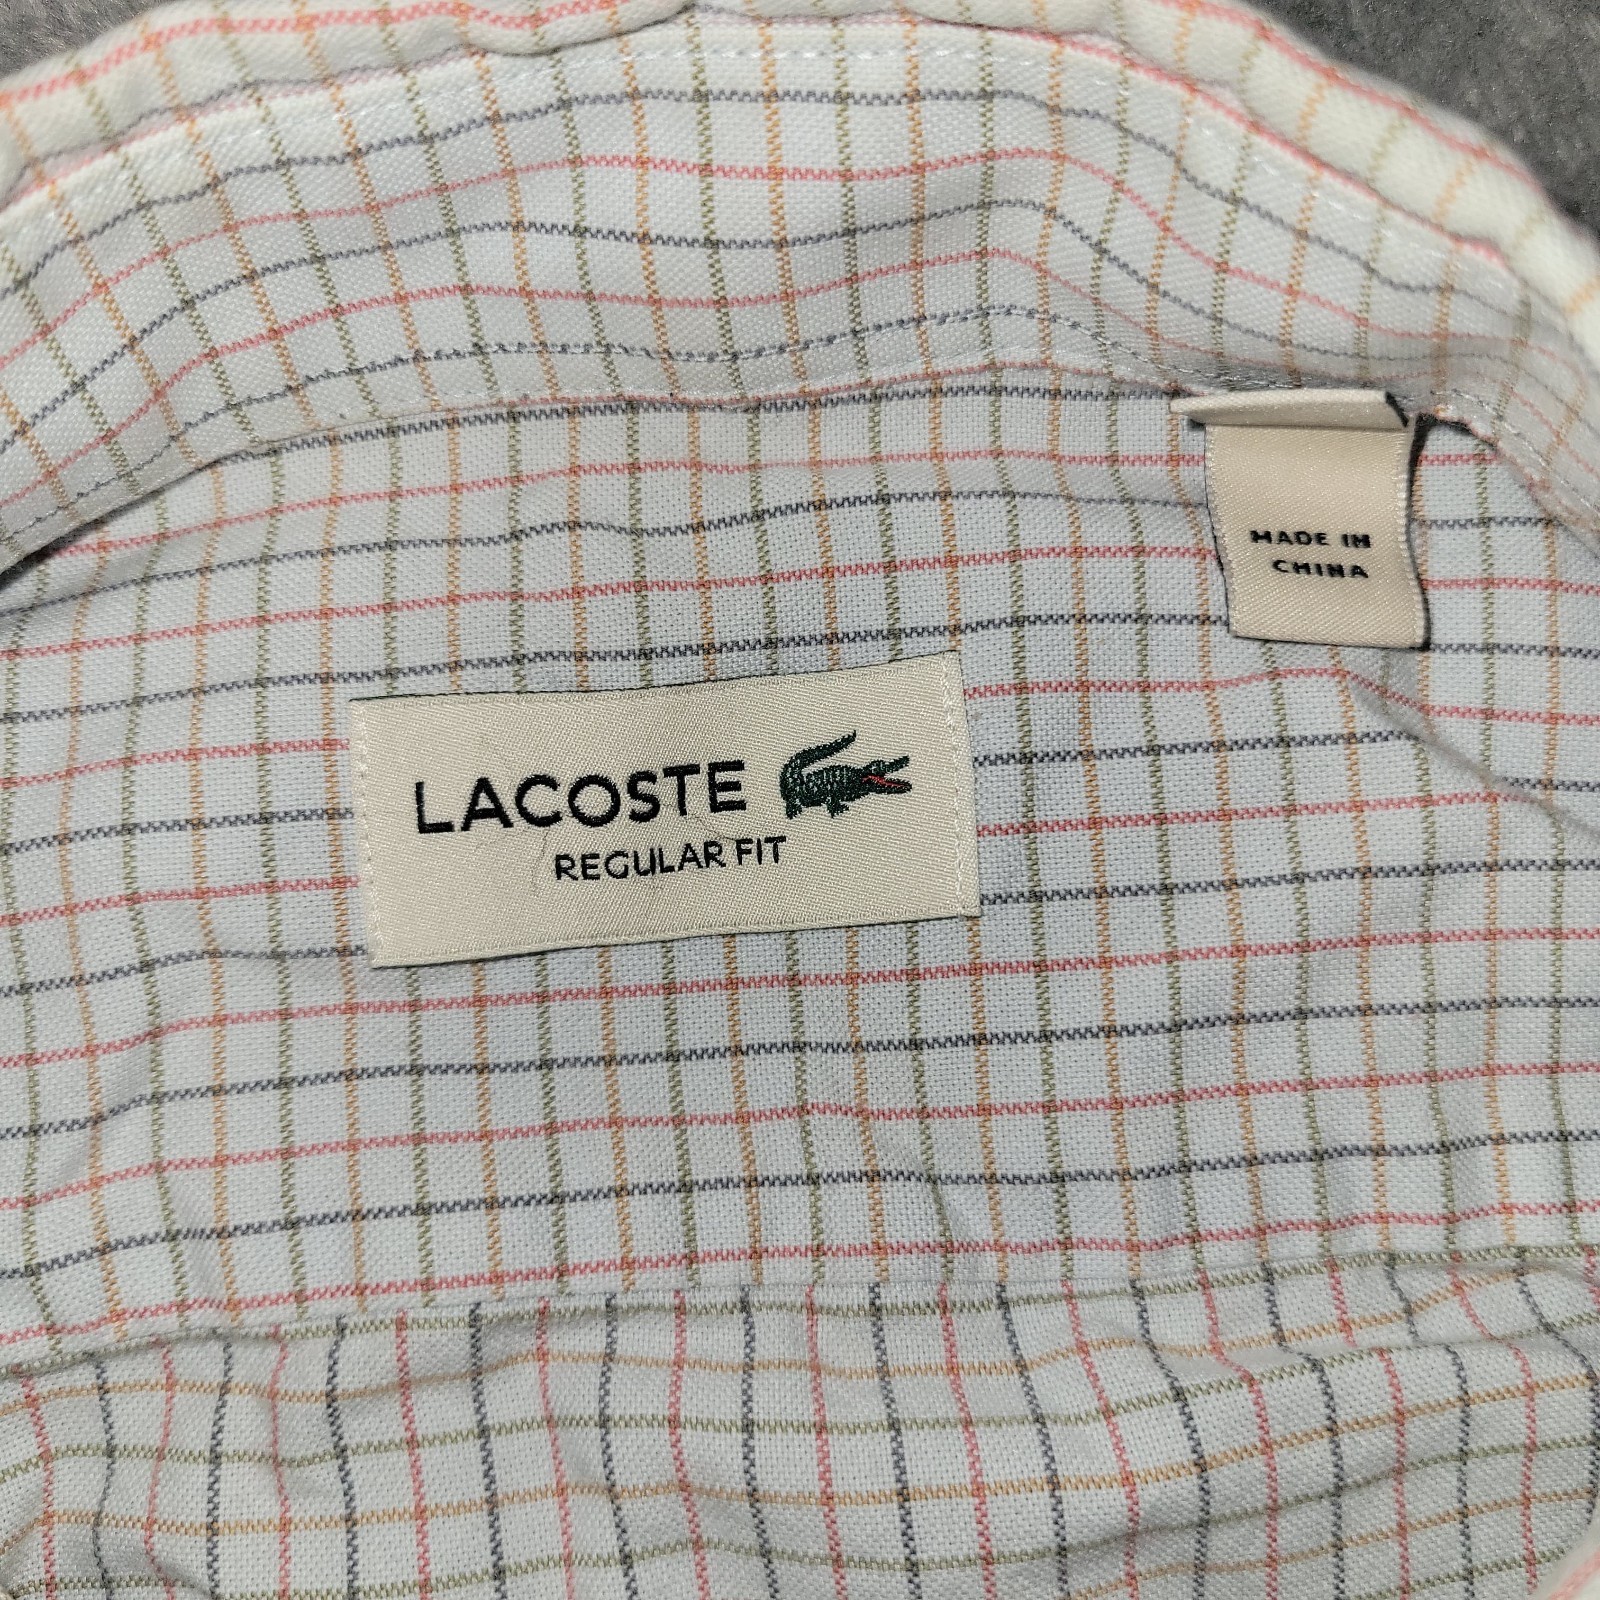 MADE IN
CHINA
LACOSTE
REGULAR FIT